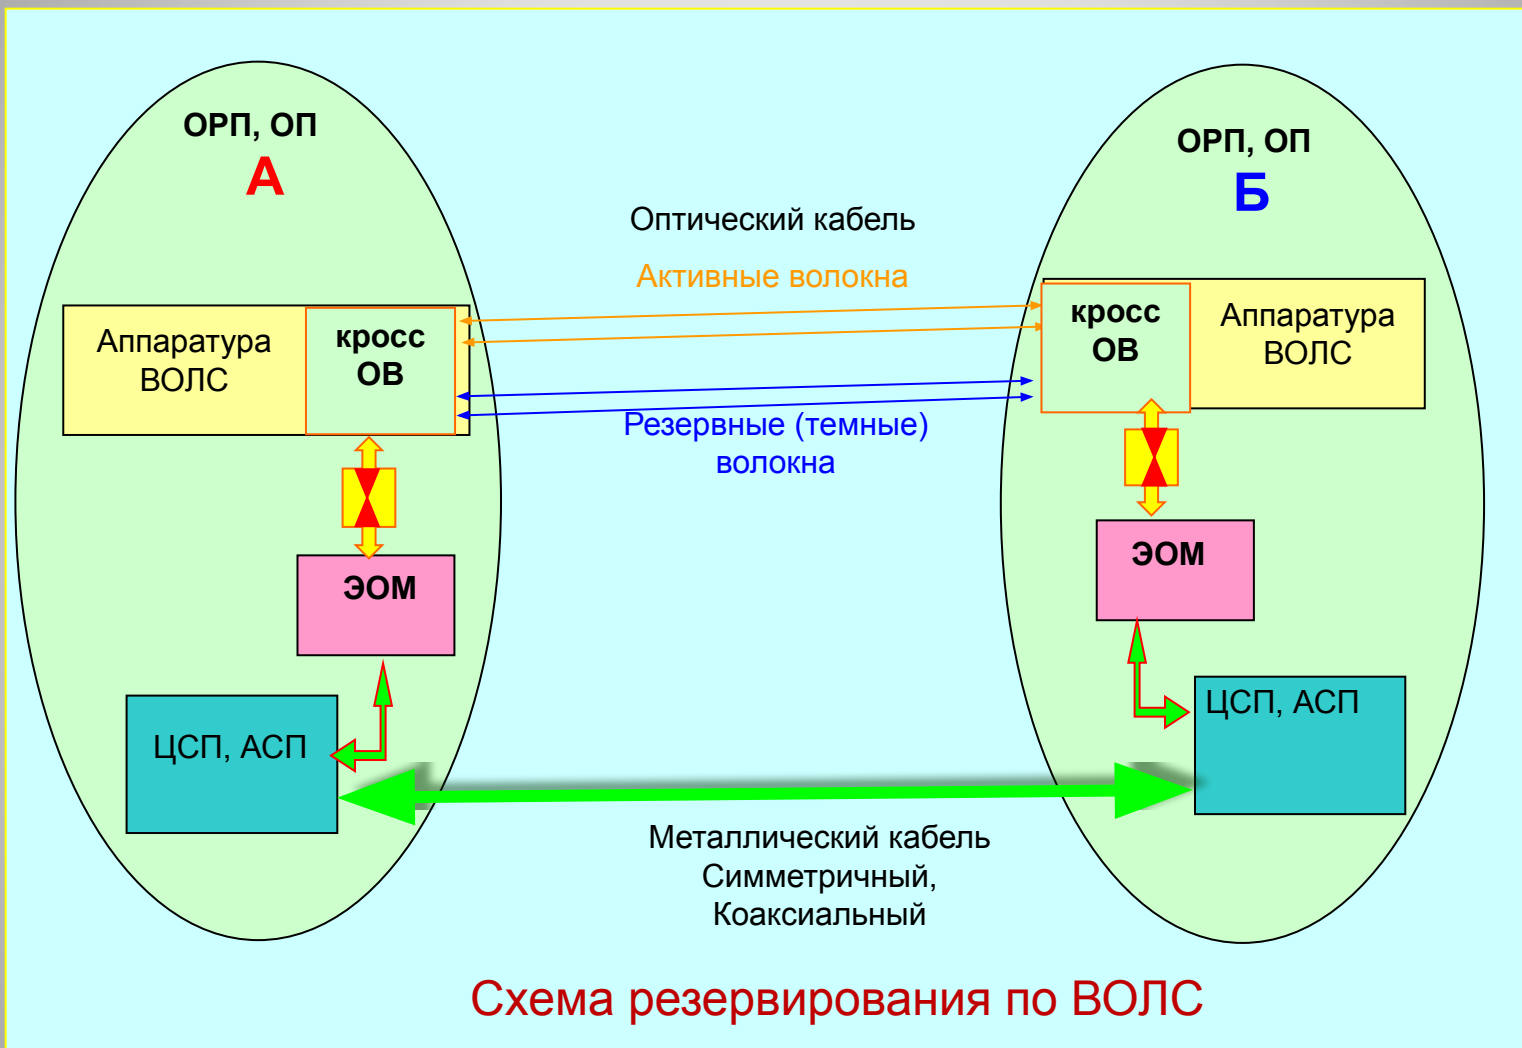 ОРП, ОП
А
ОРП, ОП
Б
Оптический кабель
Активные волокна
Аппаратура
ВОЛС
кросс
ОВ
кросс
ОВ
Аппаратура
ВОЛС
Резервные (темные)
волокна
ЭОМ
ЭОМ
ЦСП, АСП
ЦСП, АСП
Металлический кабель
Симметричный,
Коаксиальный
Схема резервирования по ВОЛС